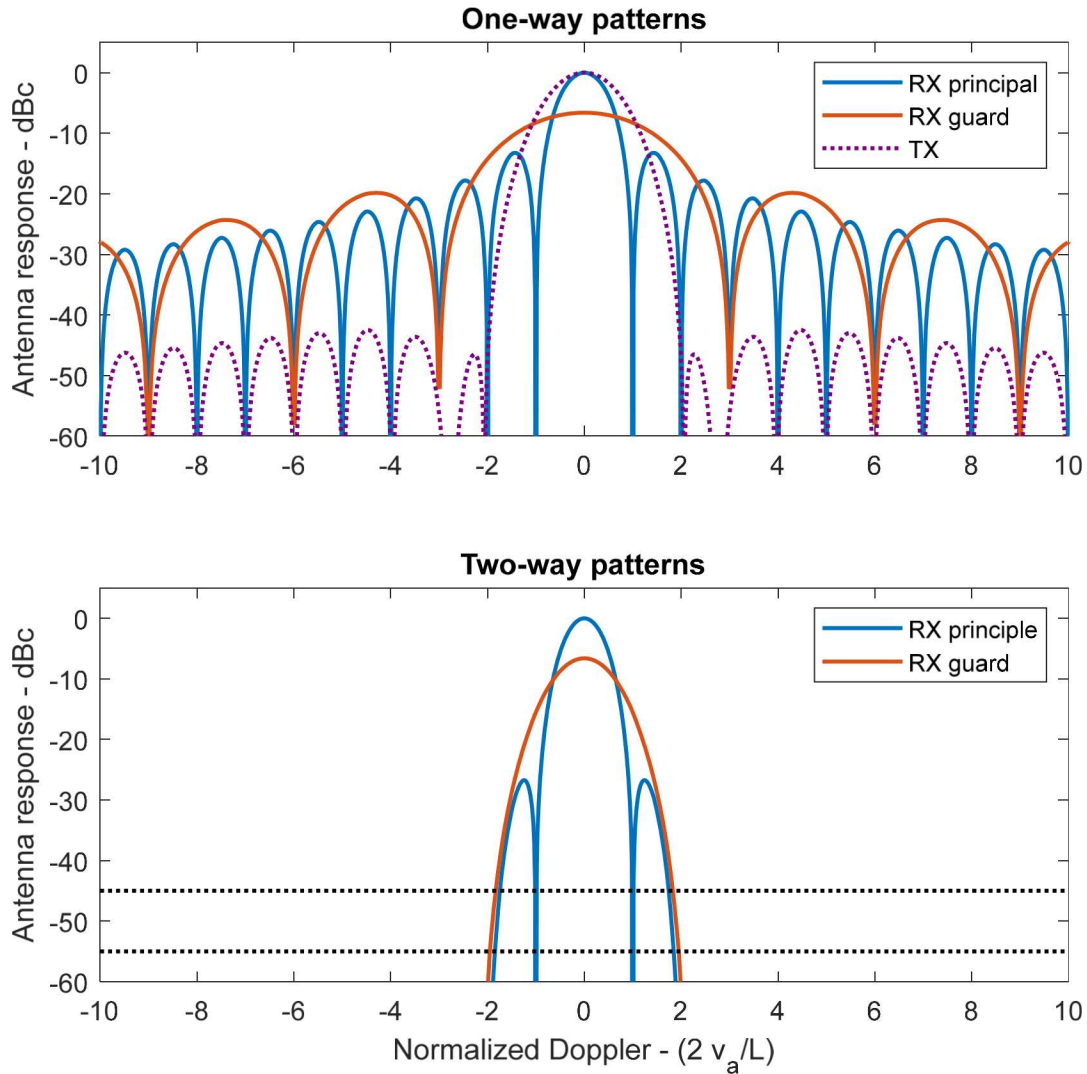 One-way patterns
0
-10
-20
-30
-40
-50
-60
Antenna response - dBc
RX principal
RX guard
TX
-10 -8 -6 -4 -2 0 2 4 6 8 10
Two-way patterns
0
-10
-20
-30
-40
-50
-60
Antenna response - dBc
RX principle
RX guard
-10 -8 -6 -4 -2 0 2 4 6 8 10
Normalized Doppler - (2 v_a/L)